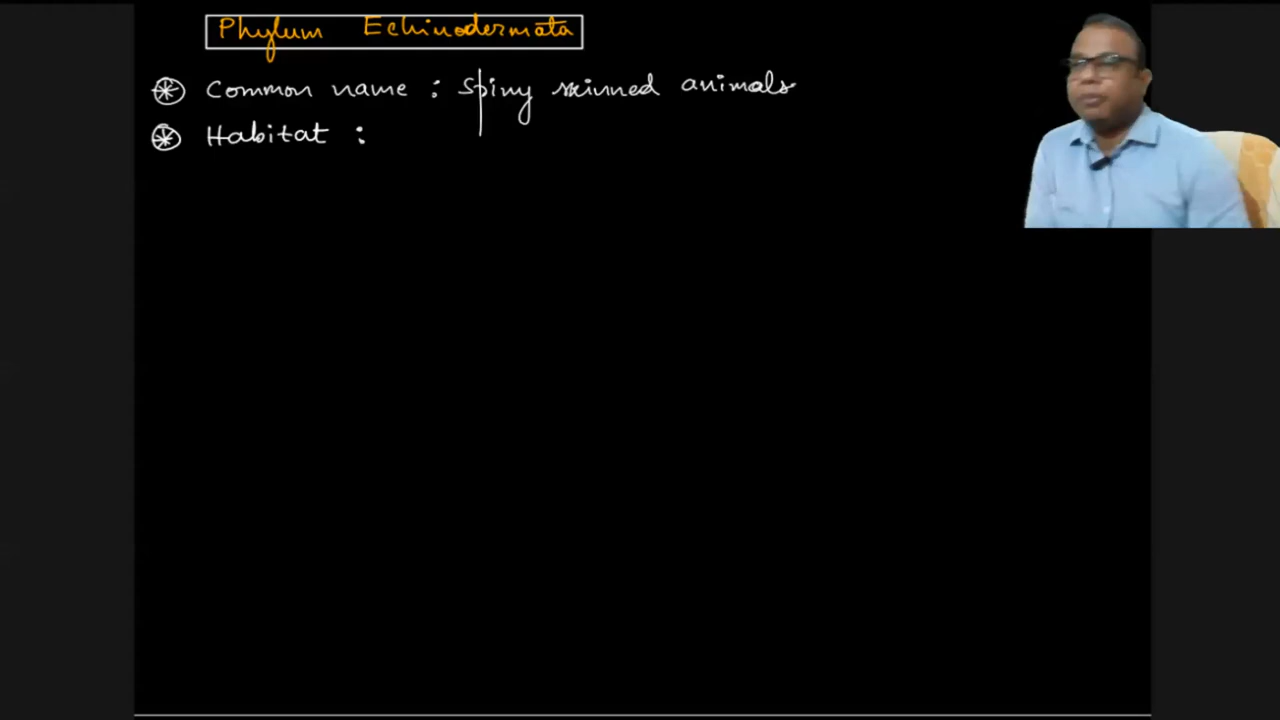 Phylum Echinodermata
Common name : Spiny skinned animals
Habitat :